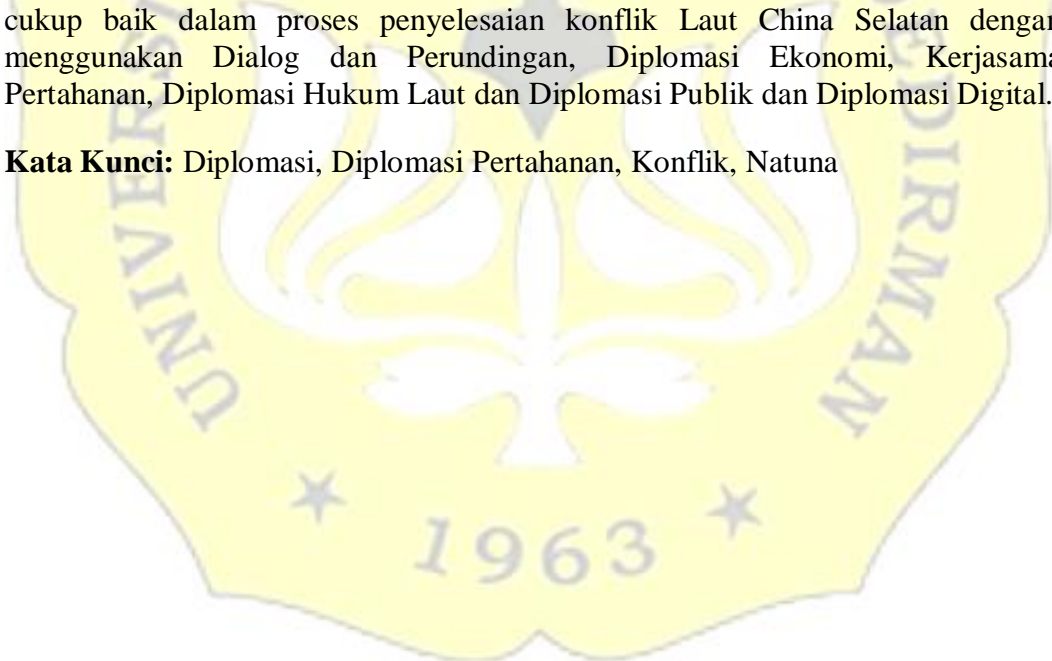 cukup baik dalam proses penyelesaian konflik Laut China Selatan dengan
menggunakan Dialog dan Perundingan, Diplomasi Ekonomi, Kerjasama
Pertahanan, Diplomasi Hukum Laut dan Diplomasi Publik dan Diplomasi Digital.
Kata Kunci: Diplomasi, Diplomasi Pertahanan, Konflik, Natuna
1963